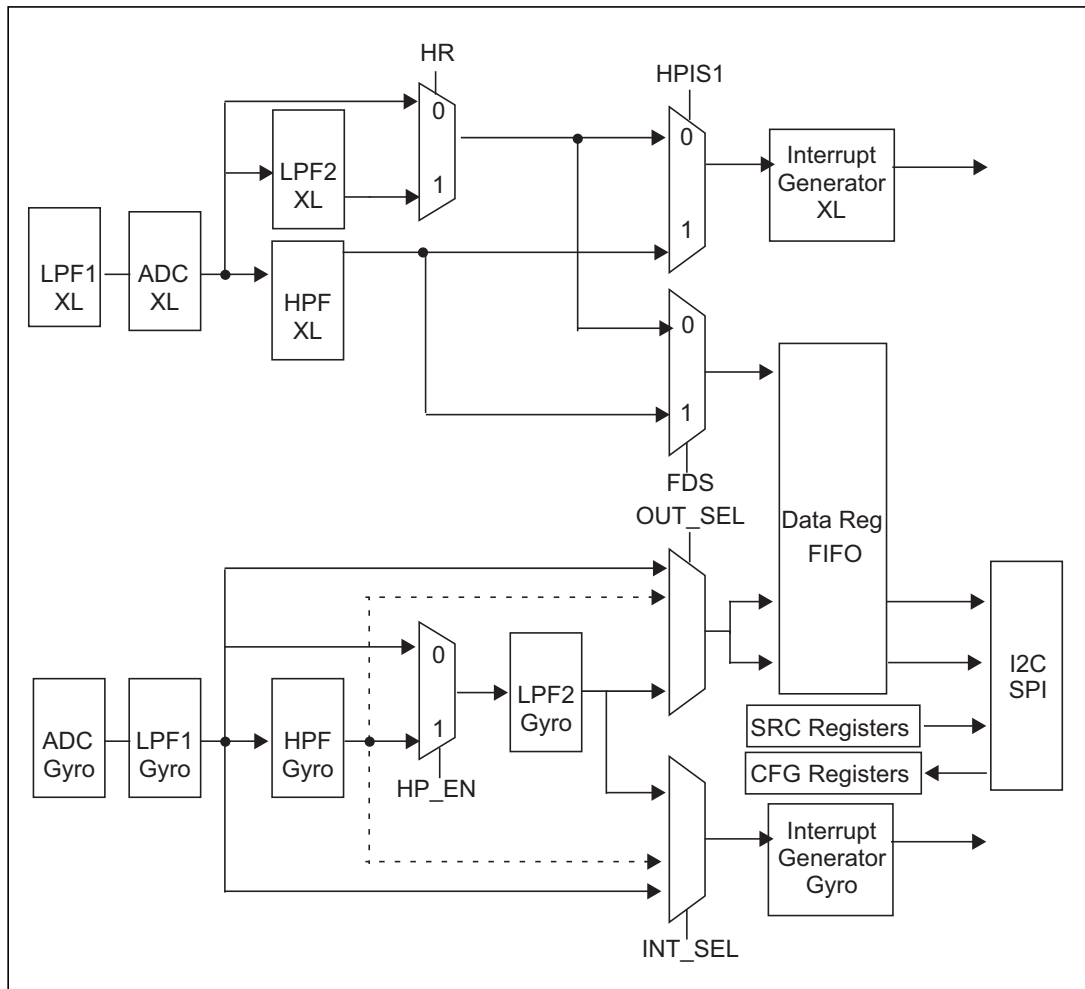 HR
HPIS1
0
1
LPF2
XL
0
1
Interrupt
Generator
XL
LPF1
XL
ADC
XL
HPF
XL
0
1
FDS
OUT_SEL
Data Reg
FIFO
0
1
HP_EN
LPF2
Gyro
ADC
Gyro
LPF1
Gyro
HPF
Gyro
I2C
SPI
SRC Registers
CFG Registers
Interrupt
Generator
Gyro
INT_SEL